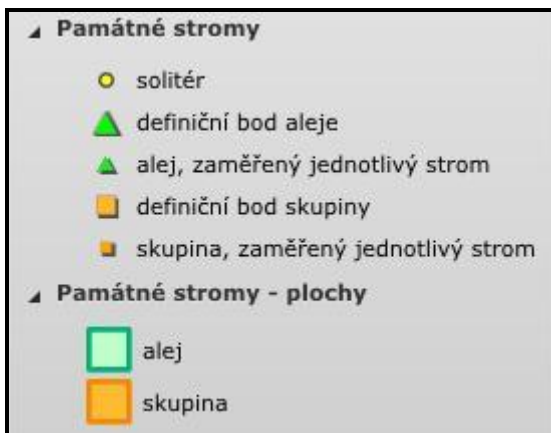 Památné stromy
solitér
definiční bod aleje
alej, zaměřený jednotlivý strom
definiční bod skupiny
skupina, zaměřený jednotlivý strom
Památné stromy - plochy
alej
skupina